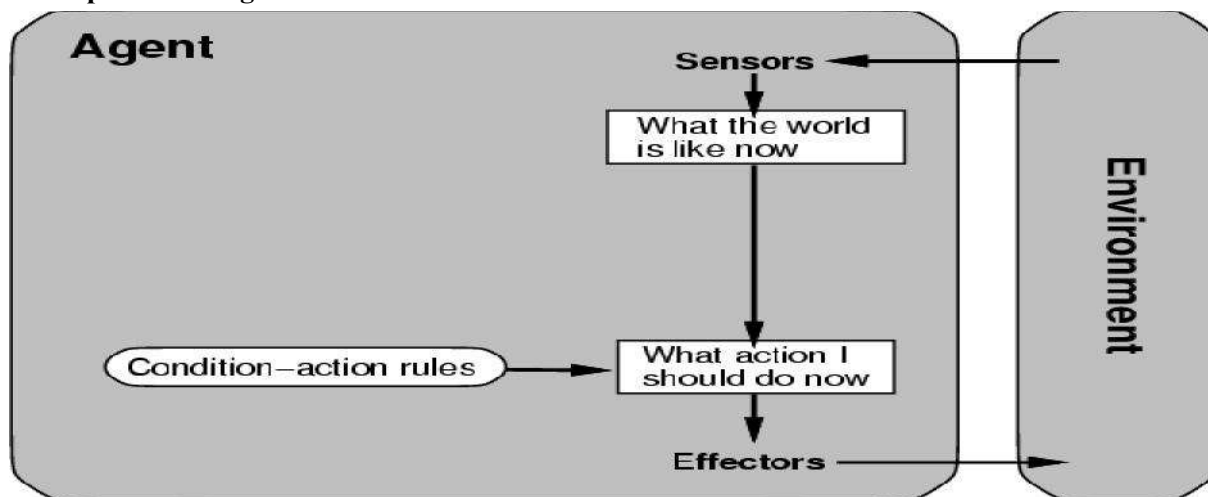 Agent
Sensors
What the world
is like now
Environment
Condition–action rules
What action I
should do now
Effectors